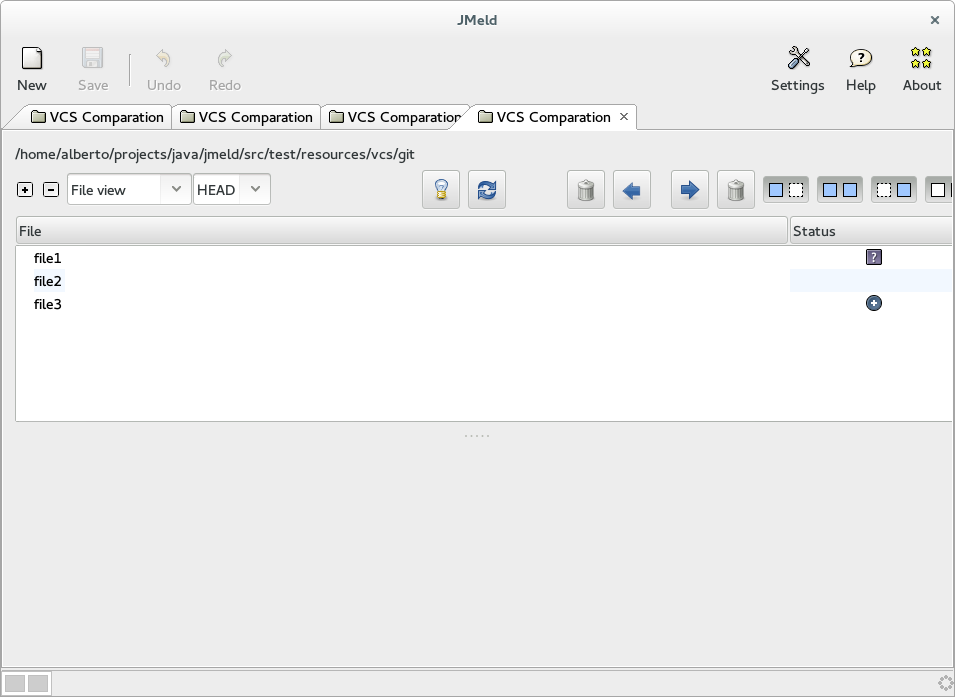 JMeld
New Save Undo Redo Settings Help About
VCS Comparation VCS Comparation VCS Comparation VCS Comparation
/home/alberto/projects/java/jmeld/src/test/resources/vcs/git
File view HEAD
File Status
file1 ?
file2
file3